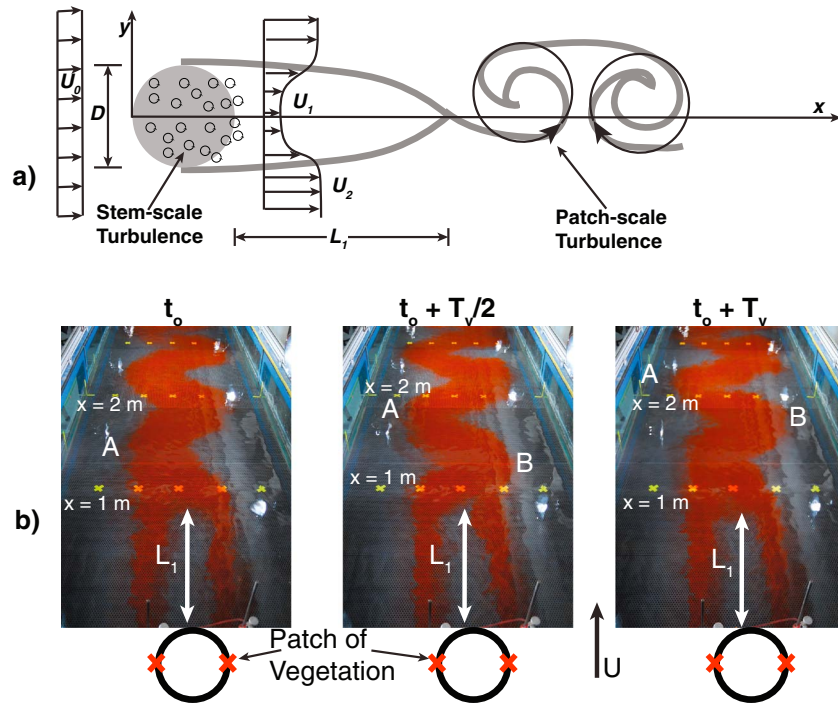 y
U₀
D
U₁
x
a)
U₂
Stem-scale
Turbulence
L₁
Patch-scale
Turbulence
tₒ
tₒ + Tᵥ/2
tₒ + Tᵥ
x = 2 m
A
x = 1 m
L₁
x = 2 m
A
B
x = 1 m
L₁
A
x = 2 m
B
x = 1 m
L₁
b)
Patch of
Vegetation
U